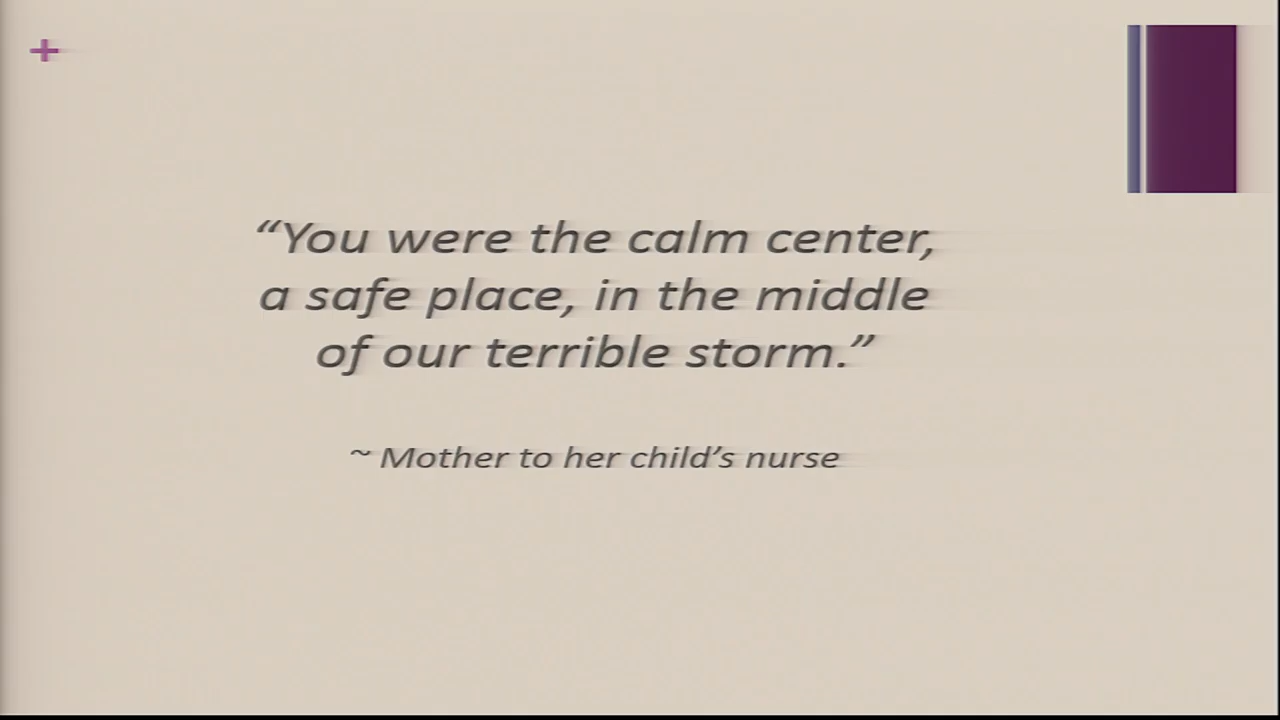 +
“You were the calm center,
a safe place, in the middle
of our terrible storm.”
~ Mother to her child’s nurse